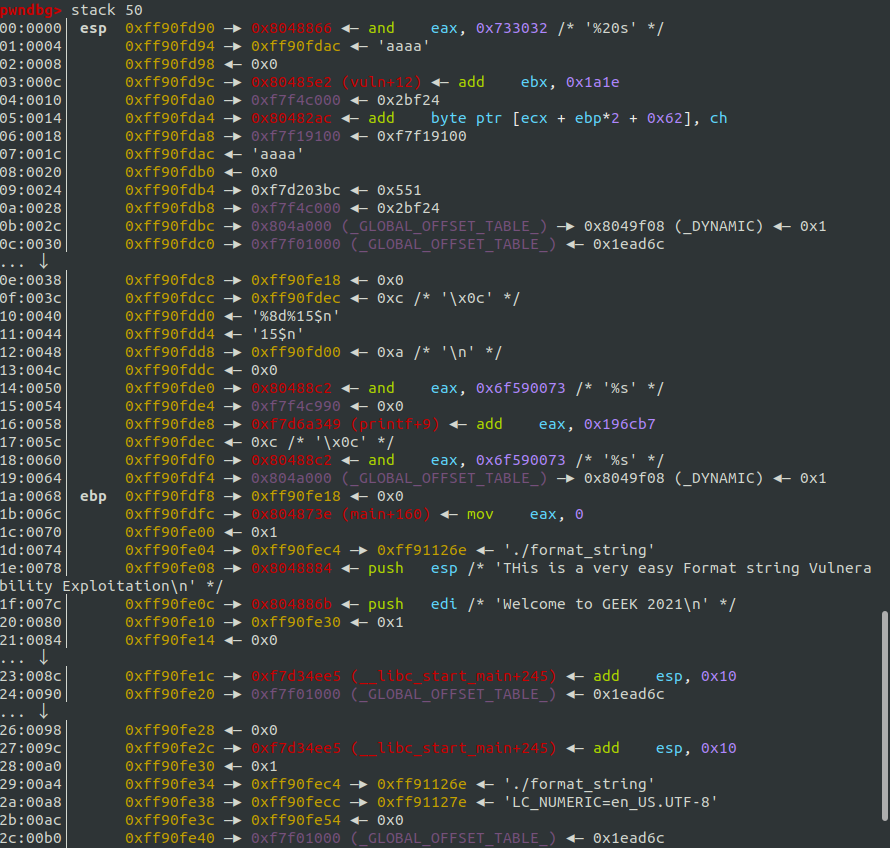 pwndbg> stack 50
00:0000│ esp 0xff90fd90 —▸ 0x8048866 ◂— and    eax, 0x733032 /* '%20s' */
01:0004│     0xff90fd94 —▸ 0xff90fdac ◂— 'aaaa'
02:0008│     0xff90fd98 ◂— 0x0
03:000c│     0xff90fd9c —▸ 0x80485e2 (vuln+12) ◂— add    ebx, 0x1a1e
04:0010│     0xff90fda0 —▸ 0xf7f4c000 ◂— 0x2bf24
05:0014│     0xff90fda4 —▸ 0x80482ac ◂— add    byte ptr [ecx + ebp*2 + 0x62], ch
06:0018│     0xff90fda8 —▸ 0xf7f19100 ◂— 0xf7f19100
07:001c│     0xff90fdac ◂— 'aaaa'
08:0020│     0xff90fdb0 ◂— 0x0
09:0024│     0xff90fdb4 —▸ 0xf7d203bc ◂— 0x551
0a:0028│     0xff90fdb8 —▸ 0xf7f4c000 ◂— 0x2bf24
0b:002c│     0xff90fdbc —▸ 0x804a000 (_GLOBAL_OFFSET_TABLE_) —▸ 0x8049f08 (_DYNAMIC) ◂— 0x1
0c:0030│     0xff90fdc0 —▸ 0xf7f01000 (_GLOBAL_OFFSET_TABLE_) ◂— 0x1ead6c
... ↓
0e:0038│     0xff90fdc8 —▸ 0xff90fe18 ◂— 0x0
0f:003c│     0xff90fdcc —▸ 0xff90fdec ◂— 0xc /* '\x0c' */
10:0040│     0xff90fdd0 ◂— '%8d%15$n'
11:0044│     0xff90fdd4 ◂— '15$n'
12:0048│     0xff90fdd8 —▸ 0xff90fd00 ◂— 0xa /* '\n' */
13:004c│     0xff90fddc ◂— 0x0
14:0050│     0xff90fde0 —▸ 0x80488c2 ◂— and    eax, 0x6f590073 /* '%s' */
15:0054│     0xff90fde4 —▸ 0xf7f4c990 ◂— 0x0
16:0058│     0xff90fde8 —▸ 0xf7d6a349 (printf+9) ◂— add    eax, 0x196cb7
17:005c│     0xff90fdec ◂— 0xc /* '\x0c' */
18:0060│     0xff90fdf0 —▸ 0x80488c2 ◂— and    eax, 0x6f590073 /* '%s' */
19:0064│     0xff90fdf4 —▸ 0x804a000 (_GLOBAL_OFFSET_TABLE_) —▸ 0x8049f08 (_DYNAMIC) ◂— 0x1
1a:0068│ ebp 0xff90fdf8 —▸ 0xff90fe18 ◂— 0x0
1b:006c│     0xff90fdfc —▸ 0x804873e (main+160) ◂— mov    eax, 0
1c:0070│     0xff90fe00 ◂— 0x1
1d:0074│     0xff90fe04 —▸ 0xff90fec4 —▸ 0xff91126e ◂— './format_string'
1e:0078│     0xff90fe08 —▸ 0x8048884 ◂— push   esp /* 'THis is a very easy Format string Vulnera
bility Exploitation\n' */
1f:007c│     0xff90fe0c —▸ 0x804886b ◂— push   edi /* 'Welcome to GEEK 2021\n' */
20:0080│     0xff90fe10 —▸ 0xff90fe30 ◂— 0x1
21:0084│     0xff90fe14 ◂— 0x0
... ↓
23:008c│     0xff90fe1c —▸ 0xf7d34ee5 (__libc_start_main+245) ◂— add    esp, 0x10
24:0090│     0xff90fe20 —▸ 0xf7f01000 (_GLOBAL_OFFSET_TABLE_) ◂— 0x1ead6c
... ↓
26:0098│     0xff90fe28 ◂— 0x0
27:009c│     0xff90fe2c —▸ 0xf7d34ee5 (__libc_start_main+245) ◂— add    esp, 0x10
28:00a0│     0xff90fe30 ◂— 0x1
29:00a4│     0xff90fe34 —▸ 0xff90fec4 —▸ 0xff91126e ◂— './format_string'
2a:00a8│     0xff90fe38 —▸ 0xff90fecc —▸ 0xff91127e ◂— 'LC_NUMERIC=en_US.UTF-8'
2b:00ac│     0xff90fe3c —▸ 0xff90fe54 ◂— 0x0
2c:00b0│     0xff90fe40 —▸ 0xf7f01000 (_GLOBAL_OFFSET_TABLE_) ◂— 0x1ead6c